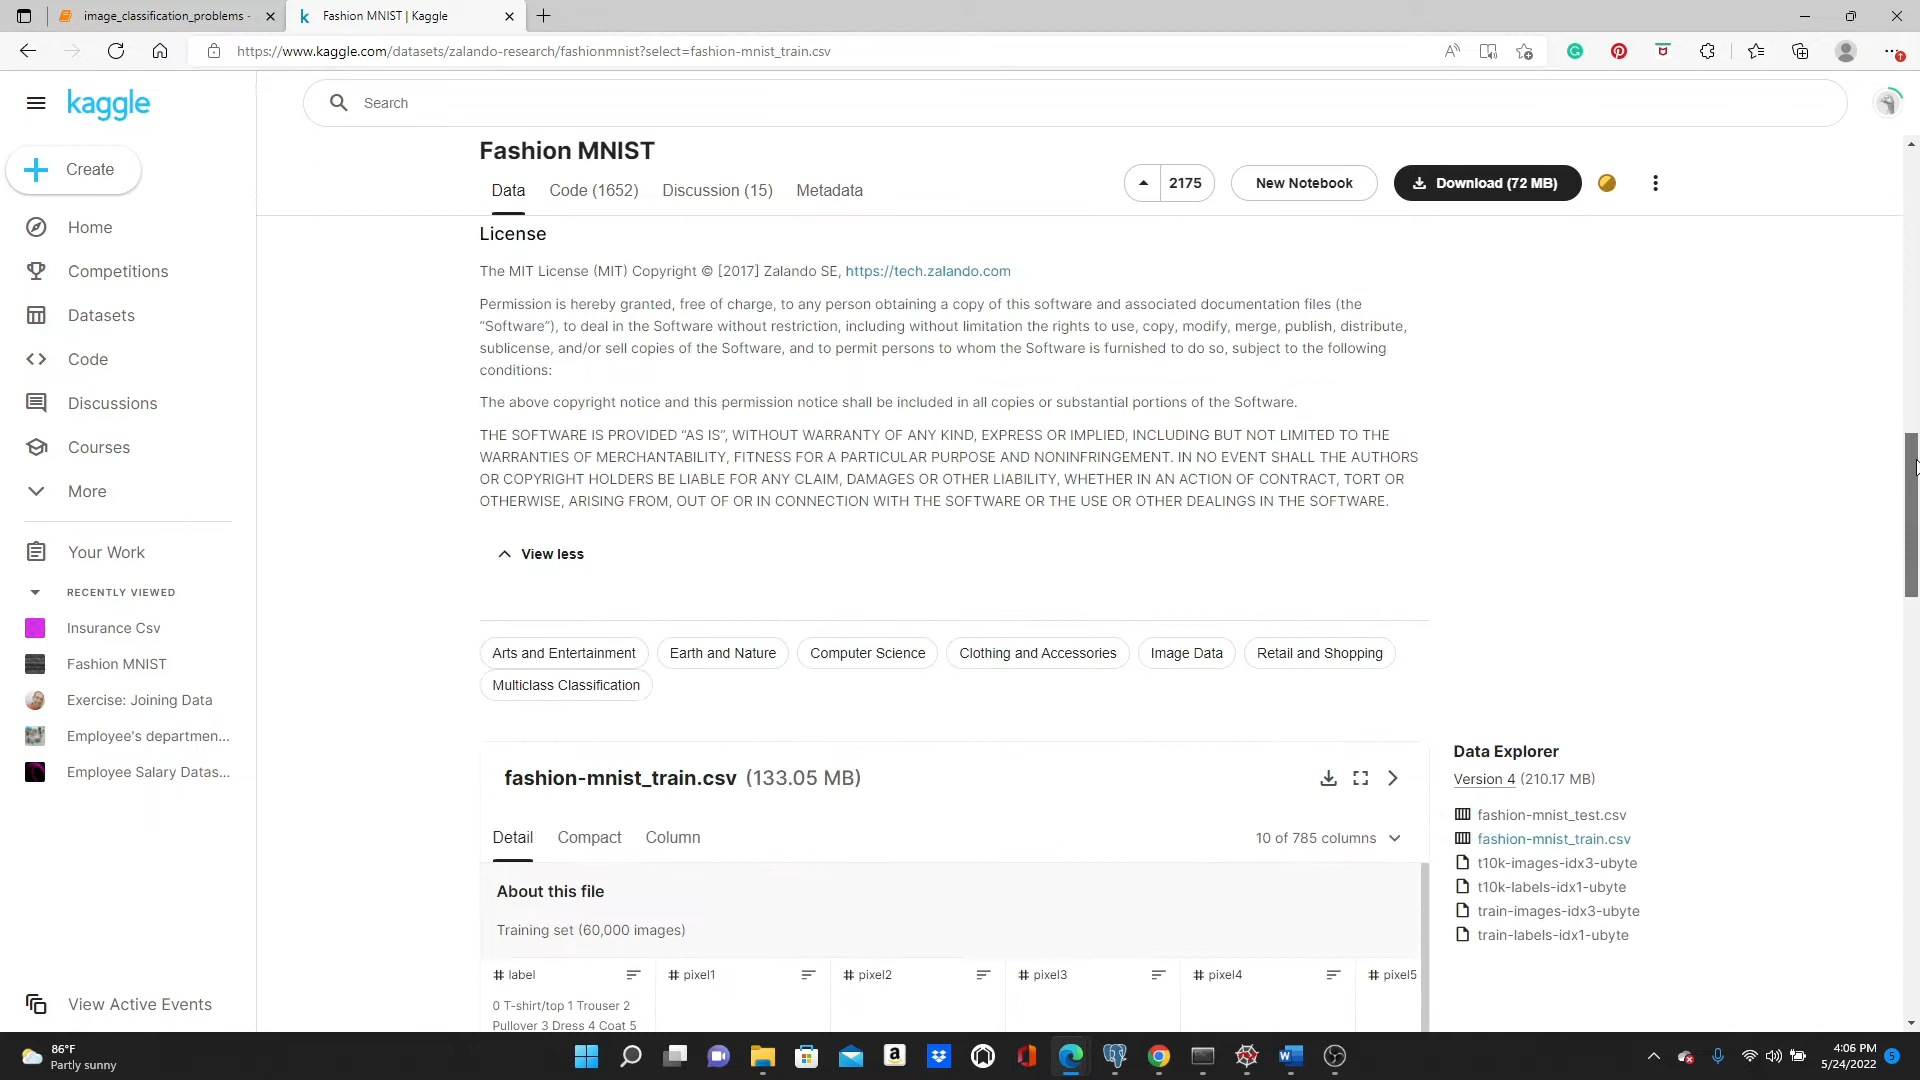 image_classification_problems -
Fashion MNIST | Kaggle
https://www.kaggle.com/datasets/zalando-research/fashionmnist?select=fashion-mnist_train.csv
kaggle
Search
Create
Home
Competitions
Datasets
Code
Discussions
Courses
More
Your Work
RECENTLY VIEWED
Insurance Csv
Fashion MNIST
Exercise: Joining Data
Employee's departmen...
Employee Salary Datas...
View Active Events
Fashion MNIST
Data Code (1652) Discussion (15) Metadata
2175 New Notebook Download (72 MB)
License
The MIT License (MIT) Copyright © [2017] Zalando SE, https://tech.zalando.com
Permission is hereby granted, free of charge, to any person obtaining a copy of this software and associated documentation files (the
“Software”), to deal in the Software without restriction, including without limitation the rights to use, copy, modify, merge, publish, distribute,
sublicense, and/or sell copies of the Software, and to permit persons to whom the Software is furnished to do so, subject to the following
conditions:
The above copyright notice and this permission notice shall be included in all copies or substantial portions of the Software.
THE SOFTWARE IS PROVIDED “AS IS”, WITHOUT WARRANTY OF ANY KIND, EXPRESS OR IMPLIED, INCLUDING BUT NOT LIMITED TO THE
WARRANTIES OF MERCHANTABILITY, FITNESS FOR A PARTICULAR PURPOSE AND NONINFRINGEMENT. IN NO EVENT SHALL THE AUTHORS
OR COPYRIGHT HOLDERS BE LIABLE FOR ANY CLAIM, DAMAGES OR OTHER LIABILITY, WHETHER IN AN ACTION OF CONTRACT, TORT OR
OTHERWISE, ARISING FROM, OUT OF OR IN CONNECTION WITH THE SOFTWARE OR THE USE OR OTHER DEALINGS IN THE SOFTWARE.
View less
Arts and Entertainment Earth and Nature Computer Science Clothing and Accessories Image Data Retail and Shopping
Multiclass Classification
fashion-mnist_train.csv (133.05 MB)
Detail Compact Column 10 of 785 columns
About this file
Training set (60,000 images)
# label # pixel1 # pixel2 # pixel3 # pixel4 # pixel5
0 T-shirt/top 1 Trouser 2
Pullover 3 Dress 4 Coat 5
Data Explorer
Version 4 (210.17 MB)
fashion-mnist_test.csv
fashion-mnist_train.csv
t10k-images-idx3-ubyte
t10k-labels-idx1-ubyte
train-images-idx3-ubyte
train-labels-idx1-ubyte
86°F
Partly sunny
4:06 PM
5/24/2022
5